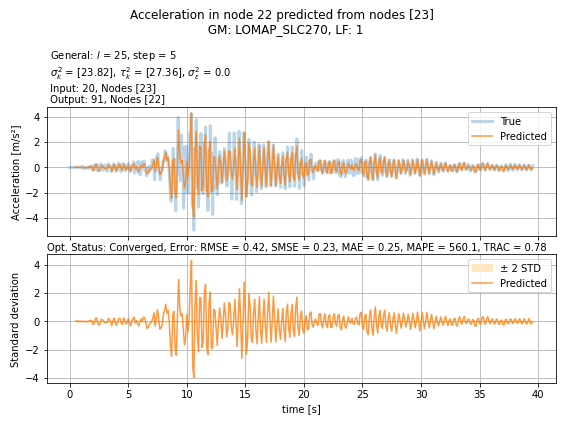 Acceleration in node 22 predicted from nodes [23]
GM: LOMAP_SLC270, LF: 1
General: l = 25, step = 5
σ²ₖ = [23.82], τ²ₖ = [27.36], σ²ε = 0.0
Input: 20, Nodes [23]
Output: 91, Nodes [22]
Acceleration [m/s²]
4
2
0
−2
−4
True
Predicted
Opt. Status: Converged, Error: RMSE = 0.42, SMSE = 0.23, MAE = 0.25, MAPE = 560.1, TRAC = 0.78
Standard deviation
4
2
0
−2
−4
± 2 STD
Predicted
0 5 10 15 20 25 30 35 40
time [s]